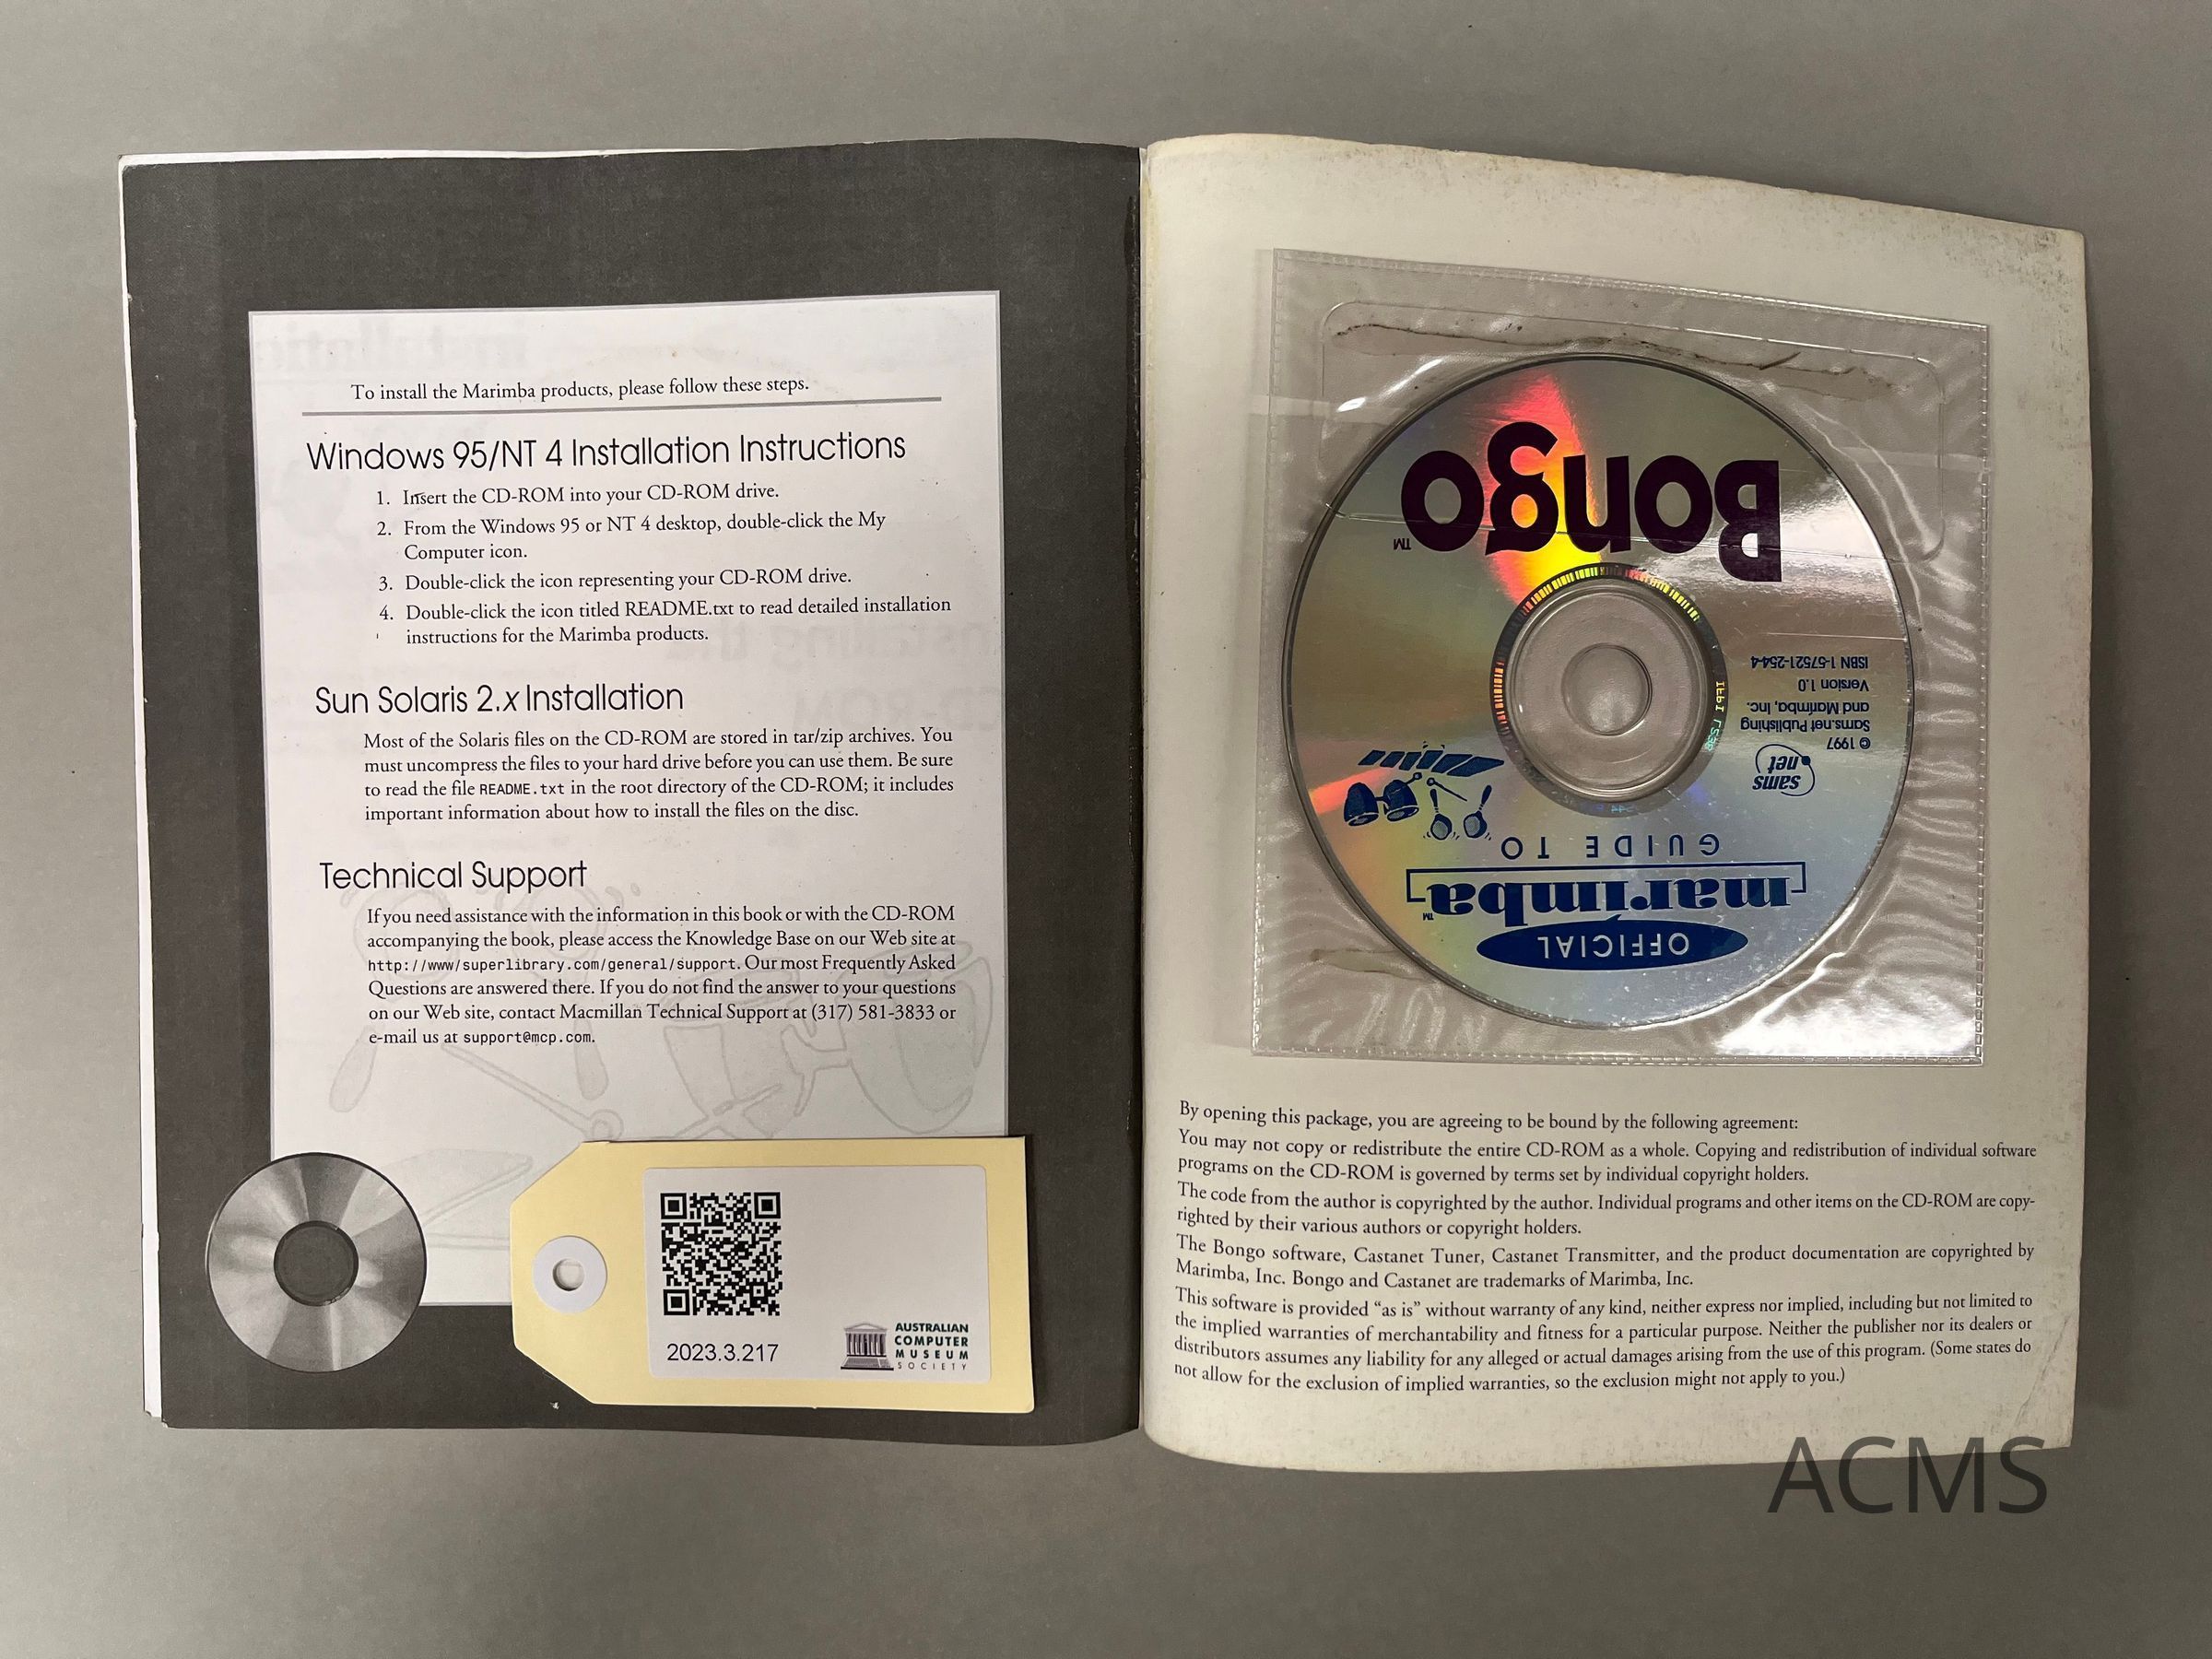 To install the Marimba products, please follow these steps.
Windows 95/NT 4 Installation Instructions
1. Insert the CD-ROM into your CD-ROM drive.
2. From the Windows 95 or NT 4 desktop, double-click the My
Computer icon.
3. Double-click the icon representing your CD-ROM drive.
4. Double-click the icon titled README.txt to read detailed installation
instructions for the Marimba products.
Sun Solaris 2.x Installation
Most of the Solaris files on the CD-ROM are stored in tar/zip archives. You
must uncompress the files to your hard drive before you can use them. Be sure
to read the file README.txt in the root directory of the CD-ROM; it includes
important information about how to install the files on the disc.
Technical Support
If you need assistance with the information in this book or with the CD-ROM
accompanying the book, please access the Knowledge Base on our Web site at
http://www/superlibrary.com/general/support. Our most Frequently Asked
Questions are answered there. If you do not find the answer to your questions
on our Web site, contact Macmillan Technical Support at (317) 581-3833 or
e-mail us at support@mcp.com.
2023.3.217
AUSTRALIAN
COMPUTER
MUSEUM
SOCIETY
OFFICIAL
marimba™
GUIDE TO
sams
net
© 1997
Sams.net Publishing
and Marimba, Inc.
Version 1.0
ISBN 1-57521-254-4
Bongo™
By opening this package, you are agreeing to be bound by the following agreement:
You may not copy or redistribute the entire CD-ROM as a whole. Copying and redistribution of individual software
programs on the CD-ROM is governed by terms set by individual copyright holders.
The code from the author is copyrighted by the author. Individual programs and other items on the CD-ROM are copy-
righted by their various authors or copyright holders.
The Bongo software, Castanet Tuner, Castanet Transmitter, and the product documentation are copyrighted by
Marimba, Inc. Bongo and Castanet are trademarks of Marimba, Inc.
This software is provided “as is” without warranty of any kind, neither express nor implied, including but not limited to
the implied warranties of merchantability and fitness for a particular purpose. Neither the publisher nor its dealers or
distributors assumes any liability for any alleged or actual damages arising from the use of this program. (Some states do
not allow for the exclusion of implied warranties, so the exclusion might not apply to you.)
ACMS